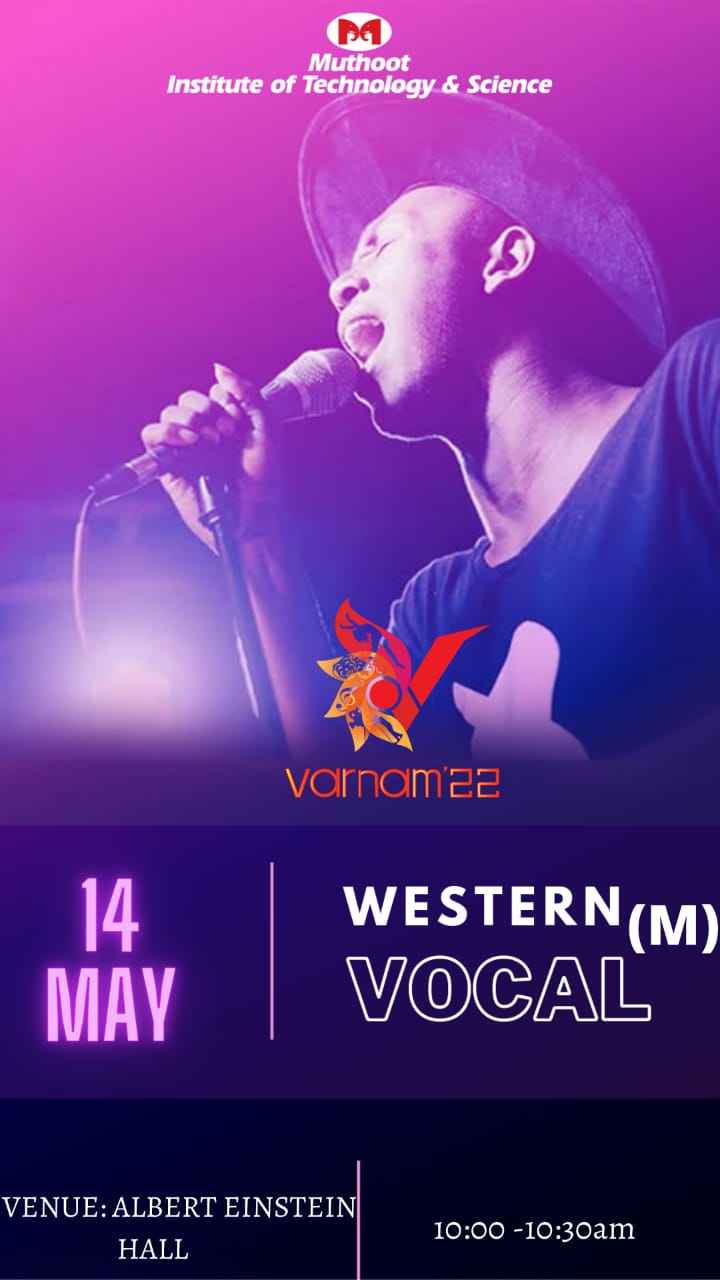 Muthoot
Institute of Technology & Science
varnam'22
14
MAY
WESTERN (M)
VOCAL
VENUE: ALBERT EINSTEIN
HALL
10:00 -10:30am